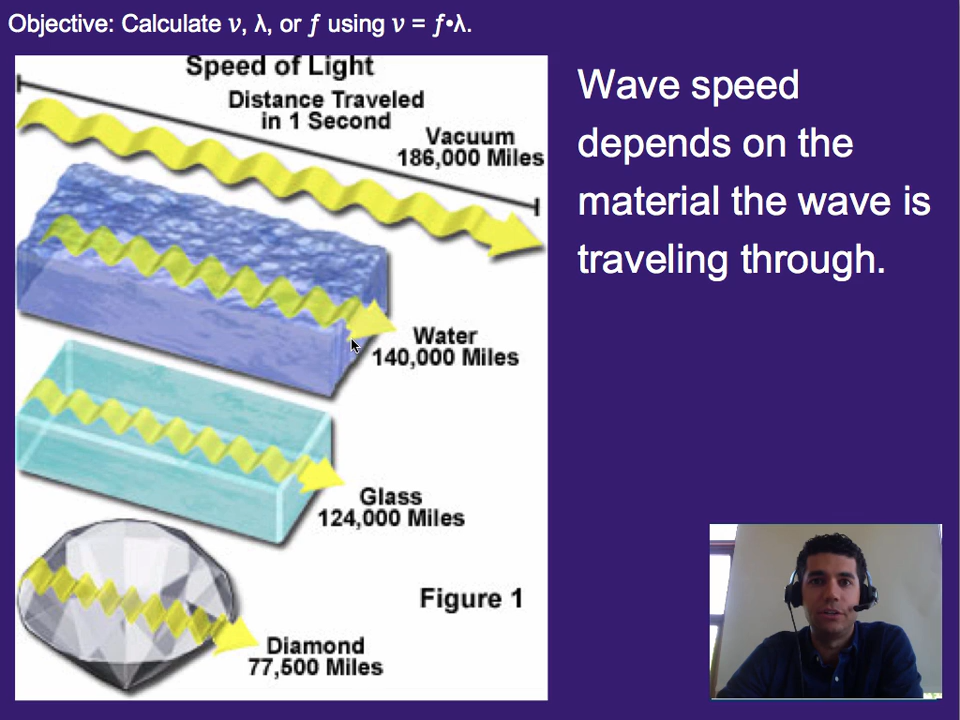 Objective: Calculate v, λ, or ƒ using v = ƒ•λ.
Speed of Light
Distance Traveled
in 1 Second
Vacuum
186,000 Miles
Water
140,000 Miles
Glass
124,000 Miles
Figure 1
Diamond
77,500 Miles
Wave speed
depends on the
material the wave is
traveling through.